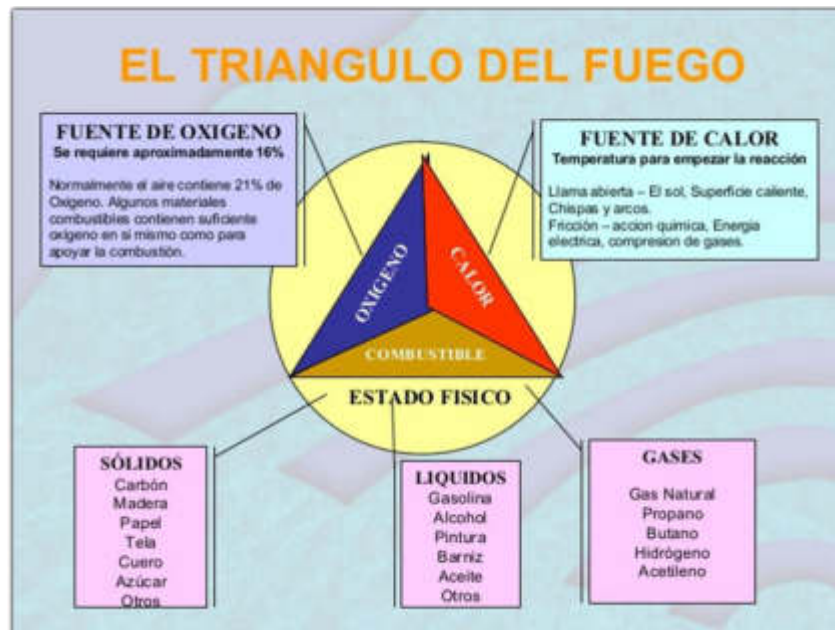 EL TRIANGULO DEL FUEGO
FUENTE DE OXIGENO
Se requiere aproximadamente 16%
Normalmente el aire contiene 21% de
Oxigeno. Algunos materiales
combustibles contienen suficiente
oxigeno en sí mismo como para
apoyar la combustión.
FUENTE DE CALOR
Temperatura para empezar la reacción
Llama abierta – El sol, Superficie caliente,
Chispas y arcos.
Fricción – accion quimica, Energia
electrica, compresion de gases.
OXIGENO
CALOR
COMBUSTIBLE
ESTADO FISICO
SÓLIDOS
Carbón
Madera
Papel
Tela
Cuero
Azúcar
Otros
LIQUIDOS
Gasolina
Alcohol
Pintura
Barniz
Aceite
Otros
GASES
Gas Natural
Propano
Butano
Hidrógeno
Acetileno